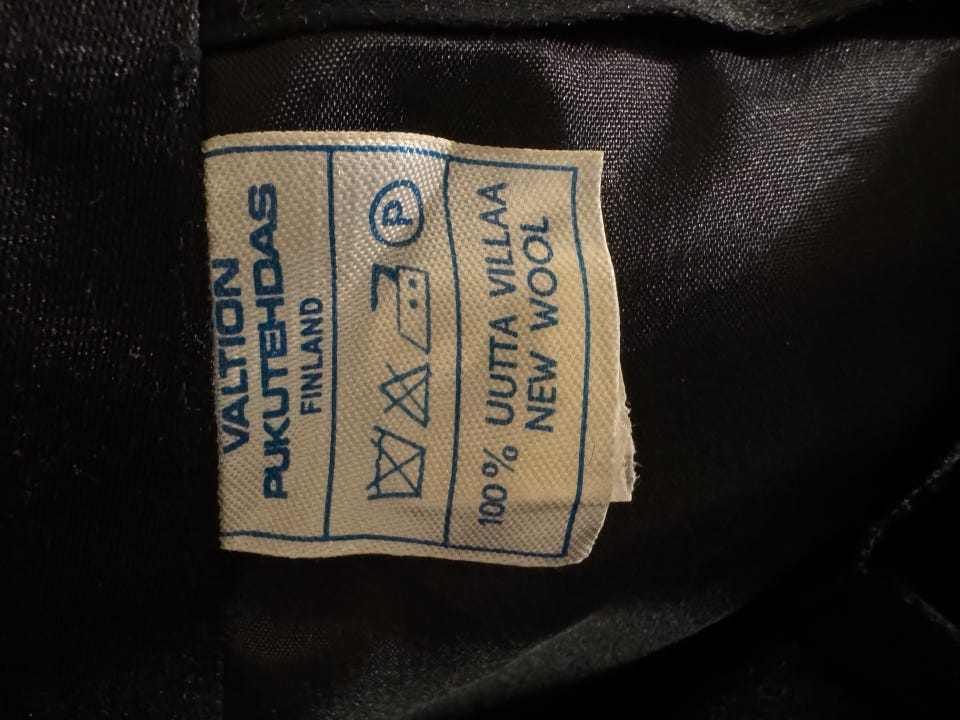 VALTION
PUKUTEHDAS
FINLAND
P
100% UUTTA VILLAA
NEW WOOL